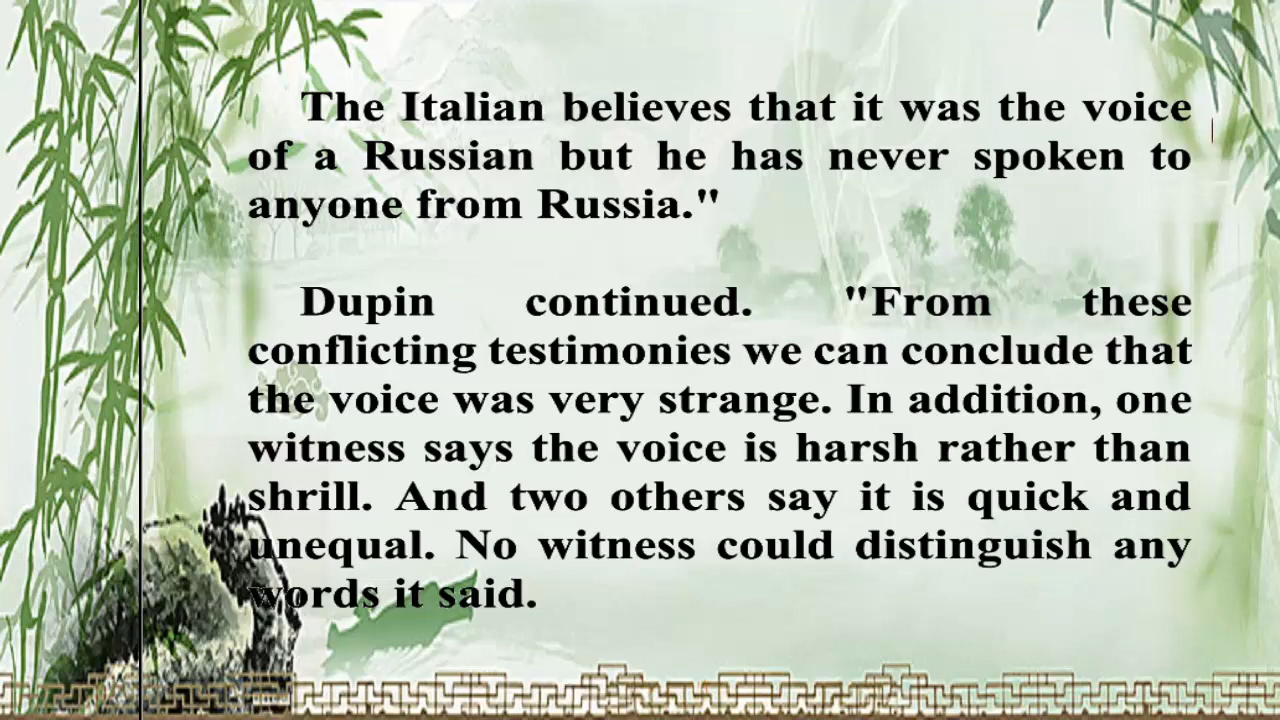 The Italian believes that it was the voice
of a Russian but he has never spoken to
anyone from Russia."
Dupin continued. "From these
conflicting testimonies we can conclude that
the voice was very strange. In addition, one
witness says the voice is harsh rather than
shrill. And two others say it is quick and
unequal. No witness could distinguish any
words it said.